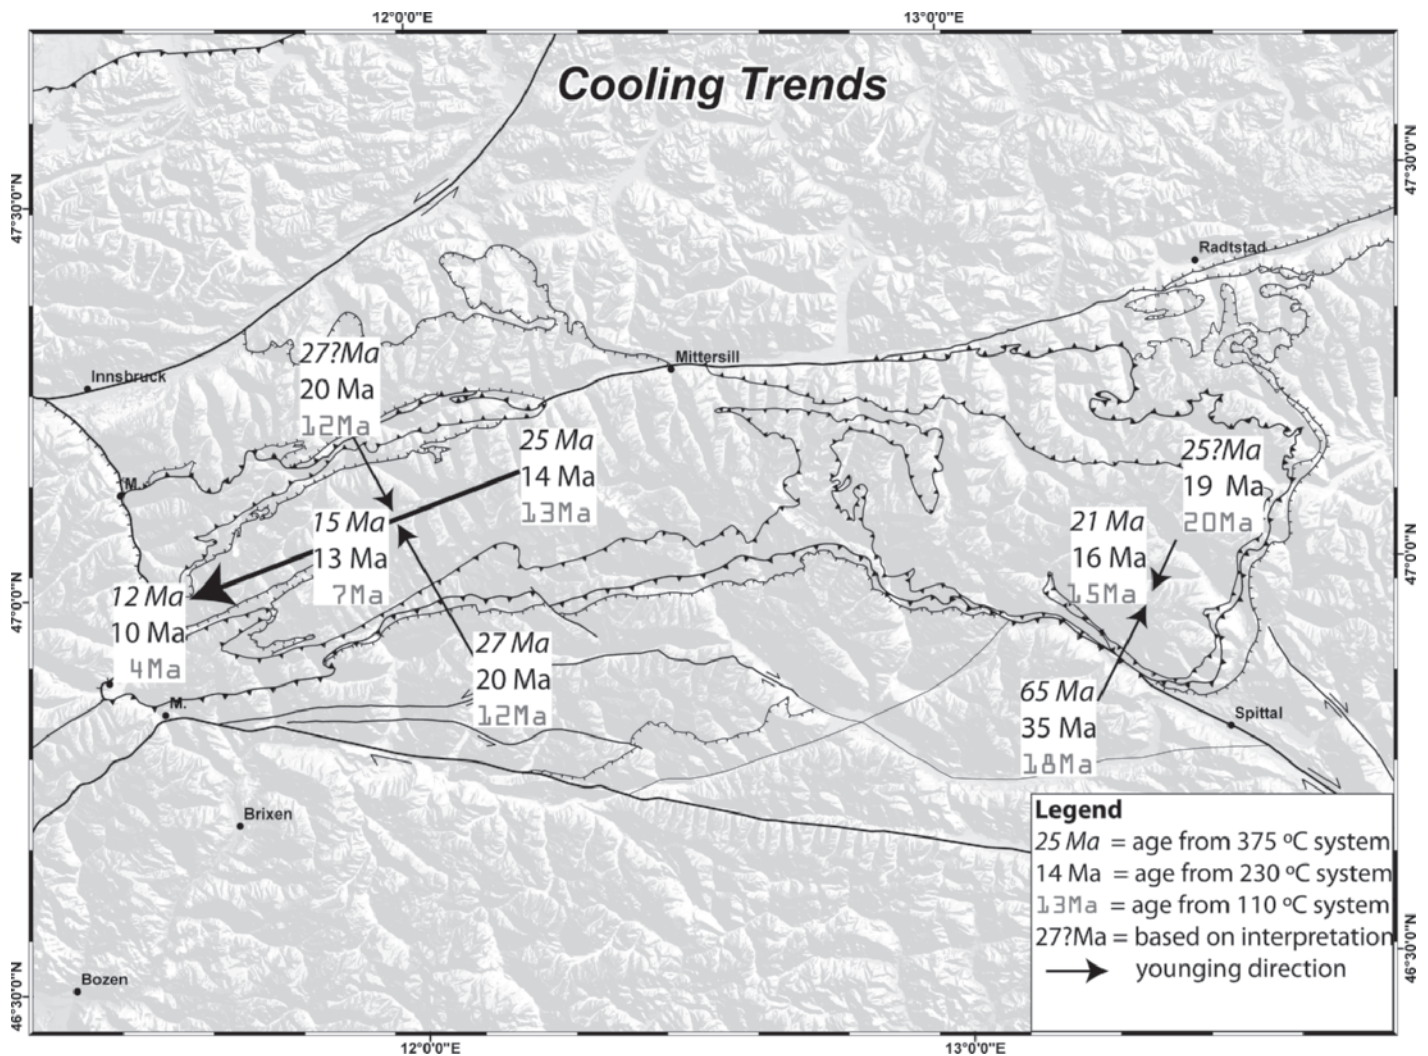 12°0'0"E
13°0'0"E
Cooling Trends
47°30'0"N
47°30'0"N
Radtstad
Mittersill
Innsbruck
27?Ma
20 Ma
12Ma
25 Ma
14 Ma
13Ma
25?Ma
19 Ma
20Ma
M.
15 Ma
13 Ma
7Ma
21 Ma
16 Ma
15Ma
47°0'0"N
47°0'0"N
12 Ma
10 Ma
4Ma
27 Ma
20 Ma
12Ma
65 Ma
35 Ma
18Ma
M.
Spittal
Brixen
Bozen
Legend
25 Ma = age from 375 ºC system
14 Ma = age from 230 ºC system
13Ma = age from 110 ºC system
27?Ma = based on interpretation
younging direction
46°30'0"N
46°30'0"N
12°0'0"E
13°0'0"E